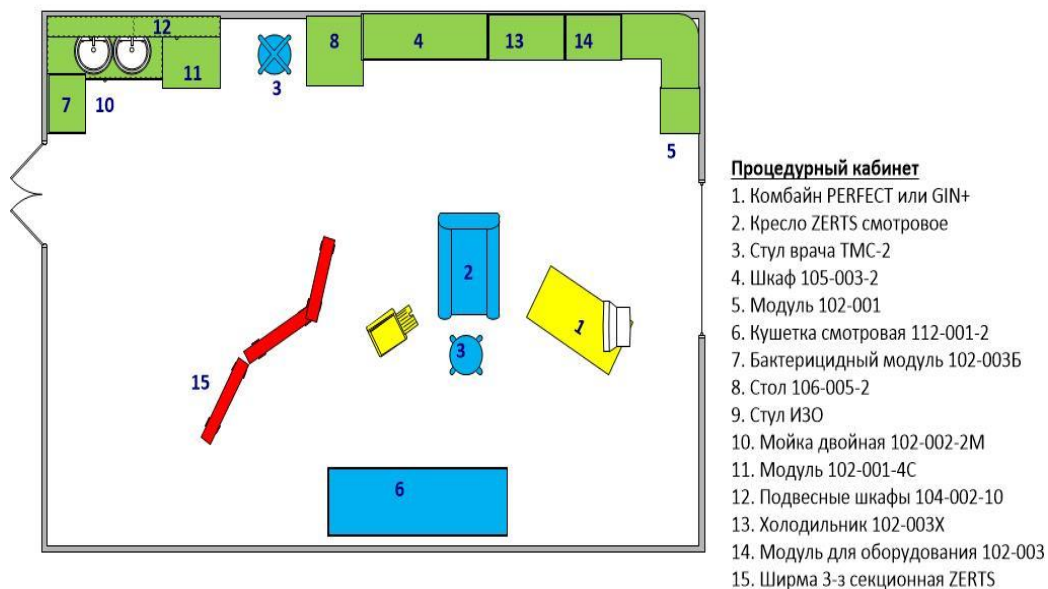 12
8
4
13
14
11
3
7
10
5
2
1
3
15
6
Процедурный кабинет
1. Комбайн PERFECT или GIN+
2. Кресло ZERTS смотровое
3. Стул врача ТМС-2
4. Шкаф 105-003-2
5. Модуль 102-001
6. Кушетка смотровая 112-001-2
7. Бактерицидный модуль 102-003Б
8. Стол 106-005-2
9. Стул ИЗО
10. Мойка двойная 102-002-2М
11. Модуль 102-001-4С
12. Подвесные шкафы 104-002-10
13. Холодильник 102-003Х
14. Модуль для оборудования 102-003
15. Ширма 3-з секционная ZERTS